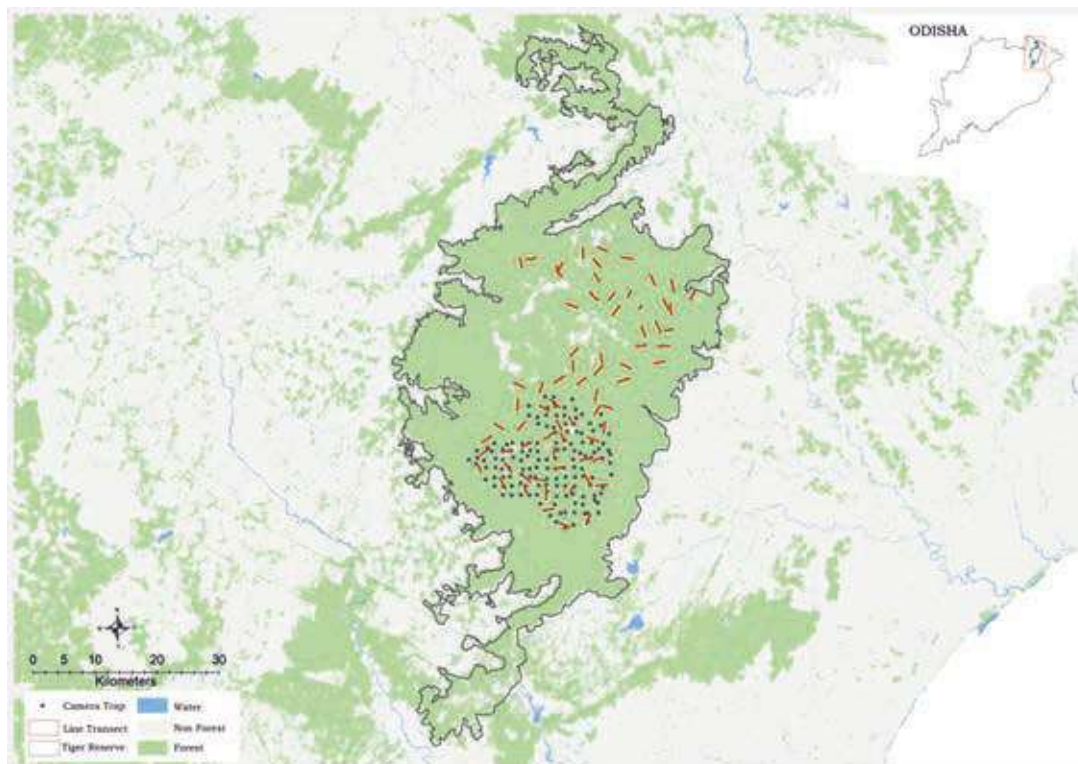 ODISHA
N
0 5 10 20 30
Kilometers
Camera Trap Water
Line Transect Non Forest
Tiger Reserve Forest